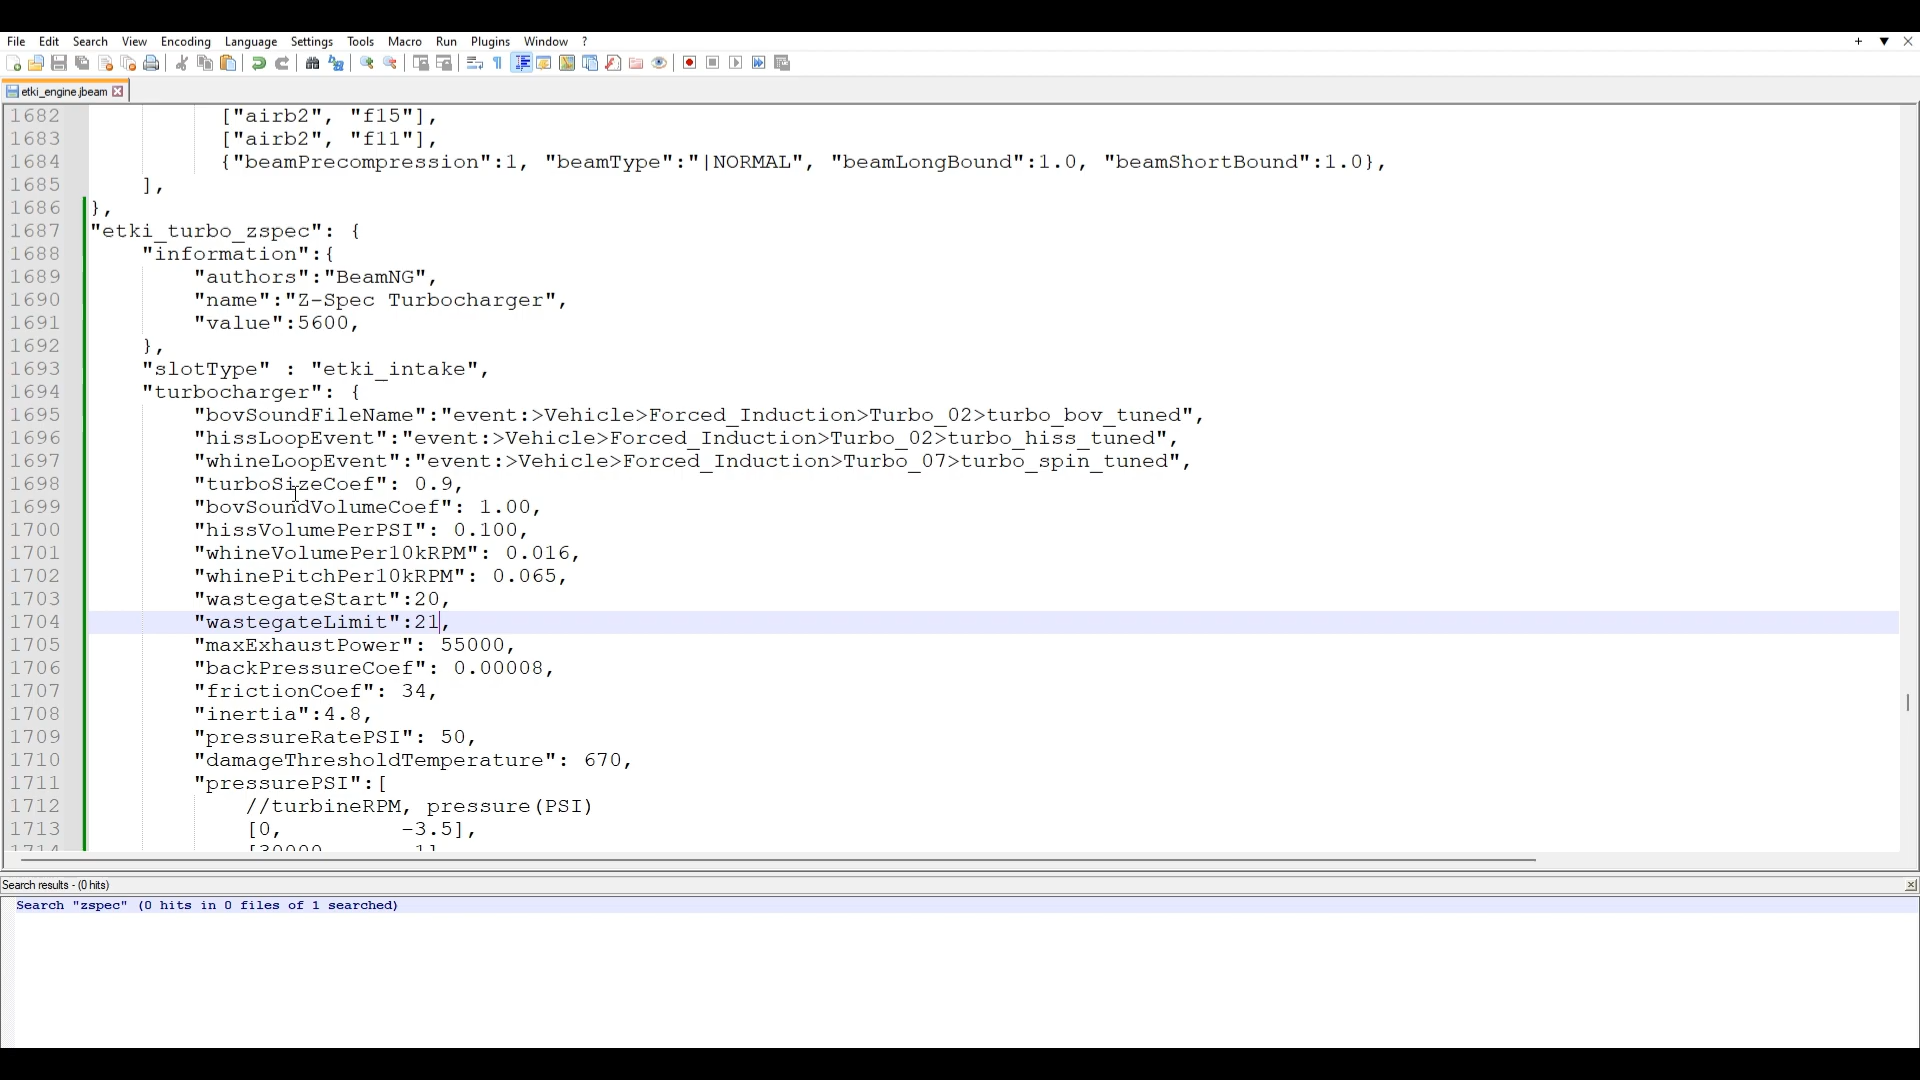 File Edit Search View Encoding Language Settings Tools Macro Run Plugins Window ?
etki_engine.jbeam
1682 ["airb2", "f15"],
1683 ["airb2", "f11"],
1684 {"beamPrecompression":1, "beamType":"|NORMAL", "beamLongBound":1.0, "beamShortBound":1.0},
1685 ],
1686 },
1687 "etki_turbo_zspec": {
1688 "information":{
1689 "authors":"BeamNG",
1690 "name":"Z-Spec Turbocharger",
1691 "value":5600,
1692 },
1693 "slotType" : "etki_intake",
1694 "turbocharger": {
1695 "bovSoundFileName":"event:>Vehicle>Forced_Induction>Turbo_02>turbo_bov_tuned",
1696 "hissLoopEvent":"event:>Vehicle>Forced_Induction>Turbo_02>turbo_hiss_tuned",
1697 "whineLoopEvent":"event:>Vehicle>Forced_Induction>Turbo_07>turbo_spin_tuned",
1698 "turboSizeCoef": 0.9,
1699 "bovSoundVolumeCoef": 1.00,
1700 "hissVolumePerPSI": 0.100,
1701 "whineVolumePer10kRPM": 0.016,
1702 "whinePitchPer10kRPM": 0.065,
1703 "wastegateStart":20,
1704 "wastegateLimit":21,
1705 "maxExhaustPower": 55000,
1706 "backPressureCoef": 0.00008,
1707 "frictionCoef": 34,
1708 "inertia":4.8,
1709 "pressureRatePSI": 50,
1710 "damageThresholdTemperature": 670,
1711 "pressurePSI":[
1712 //turbineRPM, pressure(PSI)
1713 [0, -3.5],
Search results - (0 hits)
Search "zspec" (0 hits in 0 files of 1 searched)